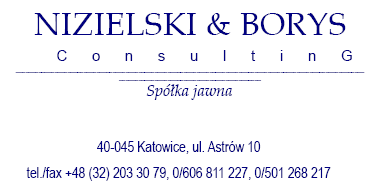 NIZIELSKI & BORYS
ConsultinG
Spółka jawna
40-045 Katowice, ul. Astrów 10
tel./fax +48 (32) 203 30 79, 0/606 811 227, 0/501 268 217